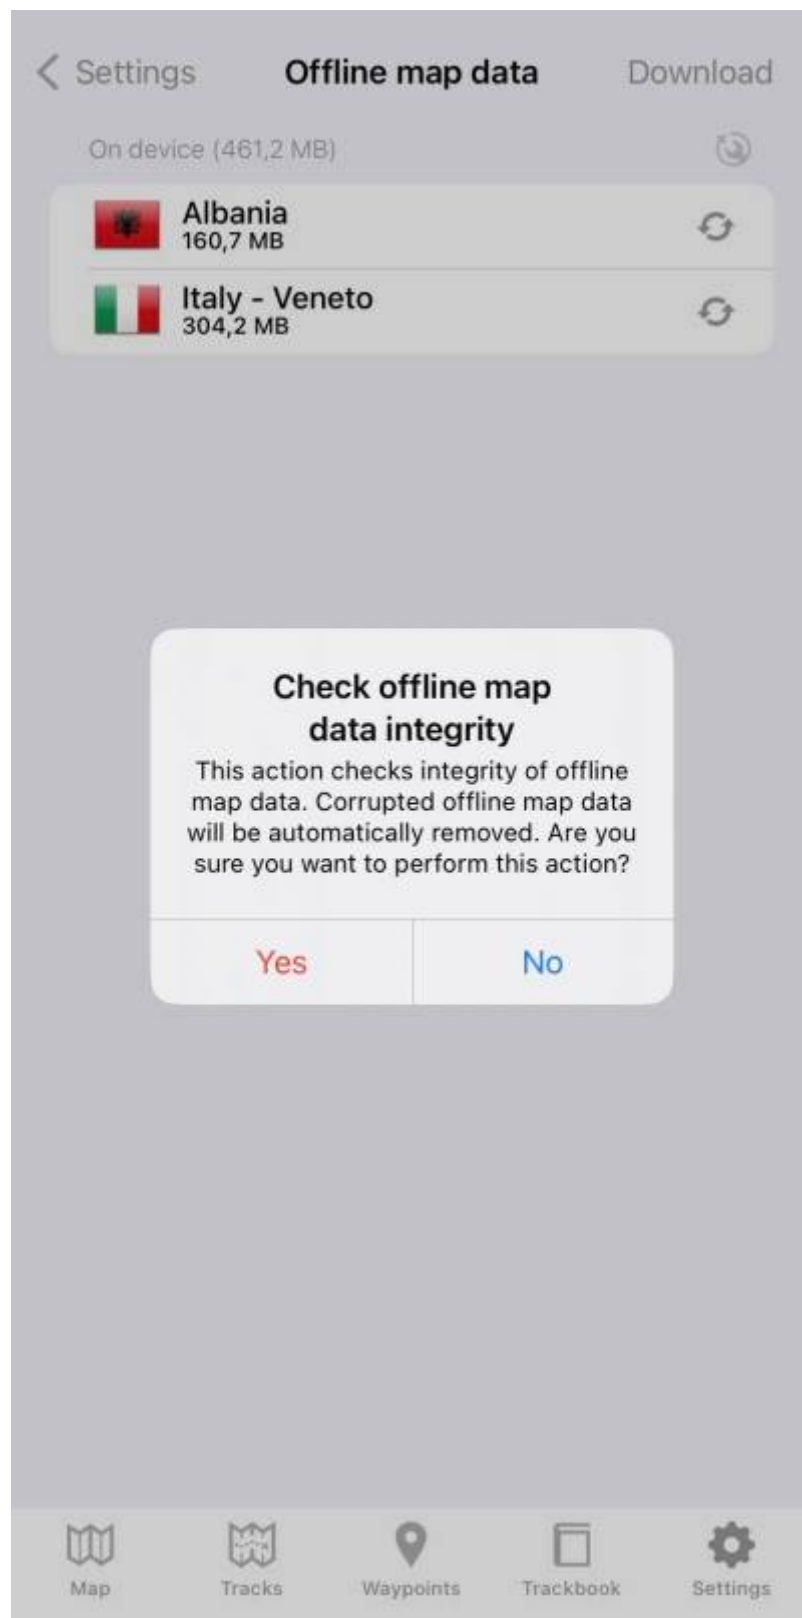 Settings
Offline map data
Download
On device (461,2 MB)
Albania
160,7 MB
Italy - Veneto
304,2 MB
Check offline map
data integrity
This action checks integrity of offline
map data. Corrupted offline map data
will be automatically removed. Are you
sure you want to perform this action?
Yes
No
Map
Tracks
Waypoints
Trackbook
Settings